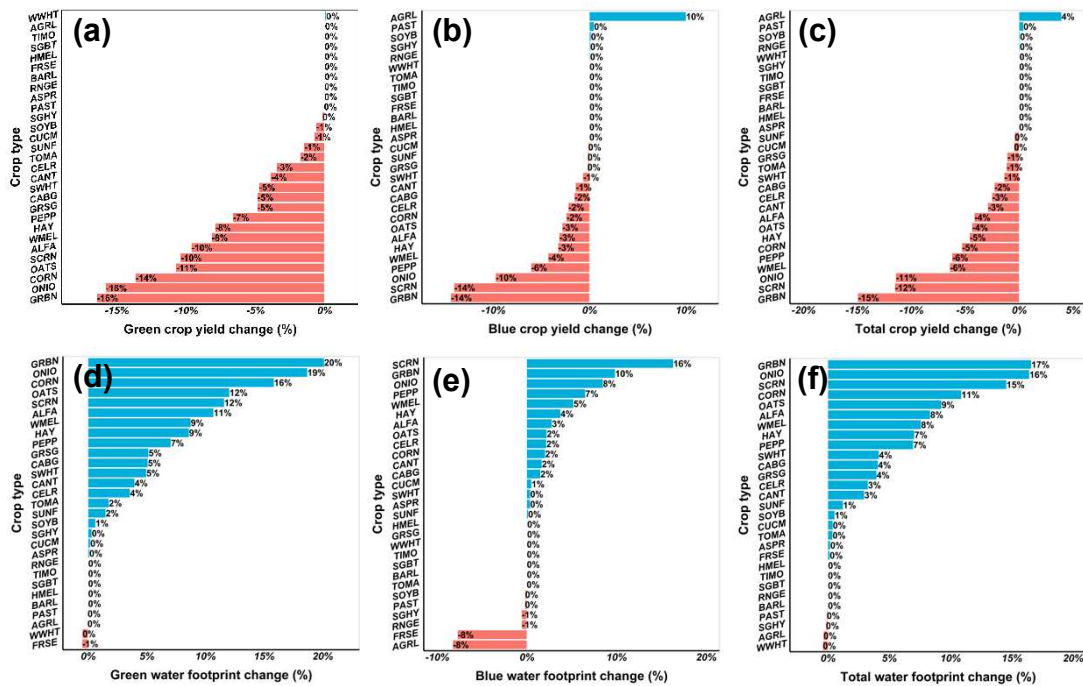 (a)
Crop type
WWHT 0%
AGRL 0%
TIMO 0%
SGBT 0%
HMEL 0%
FRSE 0%
BARL 0%
RNGE 0%
ASPR 0%
PAST 0%
SGHY 0%
SOYB -1%
CUCM -1%
SUNF -1%
TOMA -2%
CELR -3%
CANT -4%
SWHT -5%
CABG -5%
GRSG -5%
PEPP -7%
HAY -8%
WMEL -8%
ALFA -10%
SCRN -10%
OATS -11%
CORN -14%
ONIO -16%
GRBN -16%
-15% -10% -5% 0%
Green crop yield change (%)
(b)
Crop type
AGRL 10%
PAST 0%
SOYB 0%
SGHY 0%
RNGE 0%
WWHT 0%
TOMA 0%
TIMO 0%
SGBT 0%
FRSE 0%
BARL 0%
HMEL 0%
ASPR 0%
CUCM 0%
SUNF 0%
GRSG 0%
SWHT -1%
CANT -1%
CABG -2%
CELR -2%
CORN -2%
OATS -3%
ALFA -3%
HAY -3%
WMEL -4%
PEPP -6%
ONIO -10%
SCRN -14%
GRBN -14%
-10% 0% 10%
Blue crop yield change (%)
(c)
Crop type
AGRL 4%
PAST 0%
SOYB 0%
RNGE 0%
WWHT 0%
SGHY 0%
TIMO 0%
SGBT 0%
FRSE 0%
BARL 0%
HMEL 0%
ASPR 0%
SUNF 0%
CUCM 0%
GRSG -1%
TOMA -1%
SWHT -1%
CABG -2%
CELR -3%
CANT -3%
ALFA -4%
OATS -4%
HAY -5%
CORN -5%
PEPP -6%
WMEL -6%
ONIO -11%
SCRN -12%
GRBN -15%
-20% -15% -10% -5% 0% 5%
Total crop yield change (%)
(d)
Crop type
GRBN 20%
ONIO 19%
CORN 16%
OATS 12%
SCRN 12%
ALFA 11%
WMEL 9%
HAY 9%
PEPP 7%
GRSG 5%
CABG 5%
SWHT 5%
CANT 4%
CELR 4%
TOMA 2%
SUNF 2%
SOYB 1%
SGHY 0%
CUCM 0%
ASPR 0%
RNGE 0%
TIMO 0%
SGBT 0%
HMEL 0%
BARL 0%
PAST 0%
AGRL 0%
WWHT 0%
FRSE -1%
0% 5% 10% 15% 20%
Green water footprint change (%)
(e)
Crop type
SCRN 16%
GRBN 10%
ONIO 8%
PEPP 7%
WMEL 5%
HAY 4%
ALFA 3%
OATS 2%
CELR 2%
CORN 2%
CANT 2%
CABG 2%
CUCM 1%
SWHT 0%
ASPR 0%
SUNF 0%
HMEL 0%
GRSG 0%
WWHT 0%
TIMO 0%
SGBT 0%
BARL 0%
TOMA 0%
SOYB 0%
PAST 0%
SGHY -1%
RNGE -1%
FRSE -8%
AGRL -8%
-10% 0% 10% 20%
Blue water footprint change (%)
(f)
Crop type
GRBN 17%
ONIO 16%
SCRN 15%
CORN 11%
OATS 9%
ALFA 8%
WMEL 8%
HAY 7%
PEPP 7%
SWHT 4%
CABG 4%
GRSG 4%
CELR 3%
CANT 3%
SUNF 1%
SOYB 1%
CUCM 0%
TOMA 0%
ASPR 0%
FRSE 0%
HMEL 0%
TIMO 0%
SGBT 0%
RNGE 0%
BARL 0%
PAST 0%
SGHY 0%
AGRL 0%
WWHT 0%
0% 5% 10% 15% 20%
Total water footprint change (%)